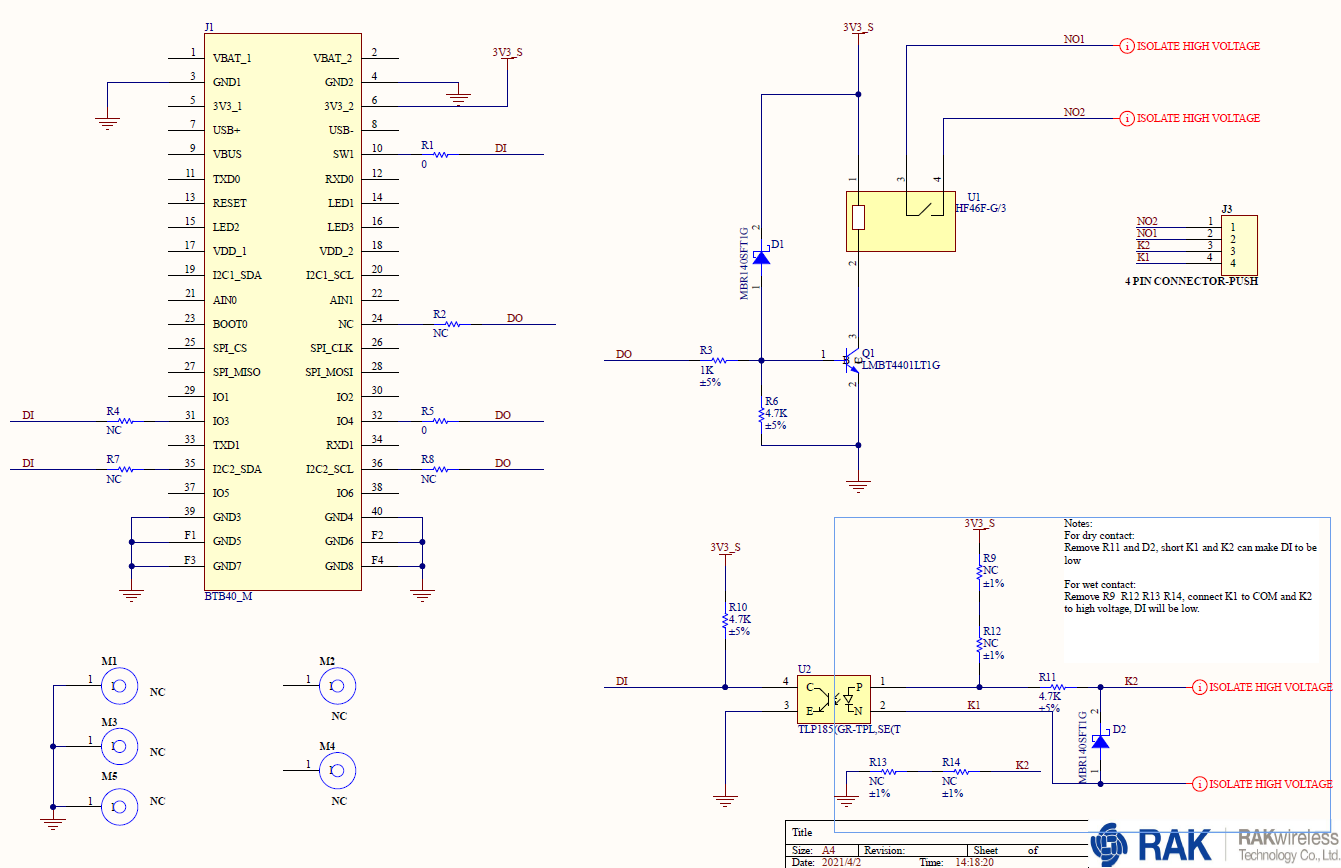 J1
1 VBAT_1 VBAT_2 2
3 GND1 GND2 4
5 3V3_1 3V3_2 6
7 USB+ USB- 8
9 VBUS SW1 10
11 TXD0 RXD0 12
13 RESET LED1 14
15 LED2 LED3 16
17 VDD_1 VDD_2 18
19 I2C1_SDA I2C1_SCL 20
21 AIN0 AIN1 22
23 BOOT0 NC 24
25 SPI_CS SPI_CLK 26
27 SPI_MISO SPI_MOSI 28
29 IO1 IO2 30
31 IO3 IO4 32
33 TXD1 RXD1 34
35 I2C2_SDA I2C2_SCL 36
37 IO5 IO6 38
39 GND3 GND4 40
F1 GND5 GND6 F2
F3 GND7 GND8 F4
BTB40_M
3V3_S
R1 DI
0
R2 DO
NC
DI R4
NC
R5 DO
0
DI R7
NC
R8 DO
NC
3V3_S
NO1 ISOLATE HIGH VOLTAGE
NO2 ISOLATE HIGH VOLTAGE
1 3 4
U1
HF46F-G/3
2
2
D1
MBR140SFT1G
1
DO R3
1K
±5%
1 3
B C Q1
LMBT4401LT1G
2
R6
4.7K
±5%
J3
NO2 1 1
NO1 2 2
K2 3 3
K1 4 4
4 PIN CONNECTOR-PUSH
3V3_S
R10
4.7K
±5%
DI
U2
4 C P 1
3 E N 2
TLP185(GR-TPL,SE(T
3V3_S
R9
NC
±1%
R12
NC
±1%
Notes:
For dry contact:
Remove R11 and D2, short K1 and K2 can make DI to be
low
For wet contact:
Remove R9 R12 R13 R14, connect K1 to COM and K2
to high voltage, DI will be low.
R11
4.7K
±5%
K2 ISOLATE HIGH VOLTAGE
K1
2
D2
MBR140SFT1G
1
ISOLATE HIGH VOLTAGE
R13 R14 K2
NC NC
±1% ±1%
M1
1 1 NC
M2
1 1
NC
M3
1 1 NC
M4
1 1
NC
M5
1 1 NC
Title
Size: A4 Revision: Sheet of
Date: 2021/4/2 Time: 14:18:20
RAK
RAKwireless
Technology Co., Ltd.